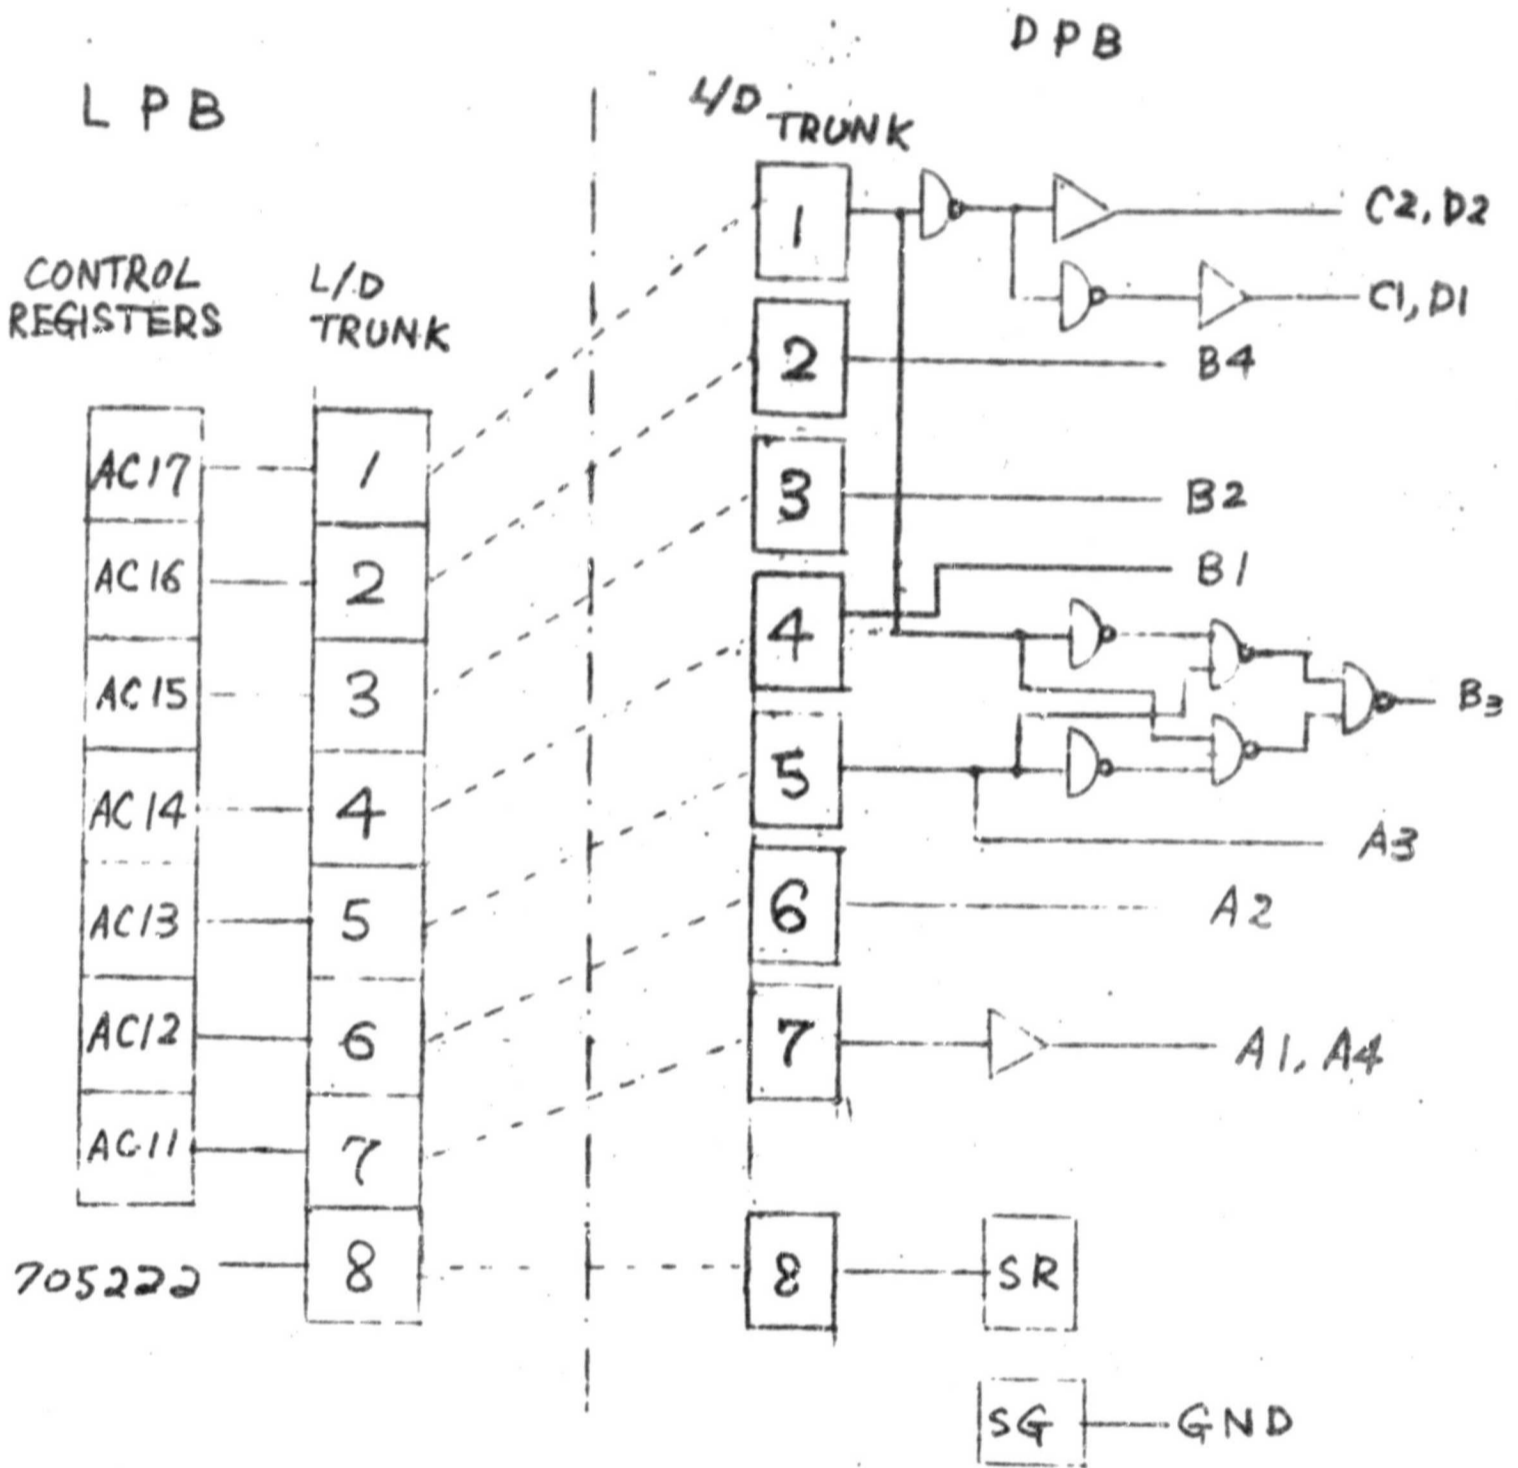 DPB
LPB
L/D
TRUNK
1
C2, D2
C1, D1
CONTROL
REGISTERS
L/D
TRUNK
2
B4
AC17
1
3
B2
AC16
2
B1
4
AC15
3
B3
5
AC14
4
A3
AC13
5
6
A2
AC12
6
7
A1, A4
AC11
7
705222
8
8
SR
SG
GND